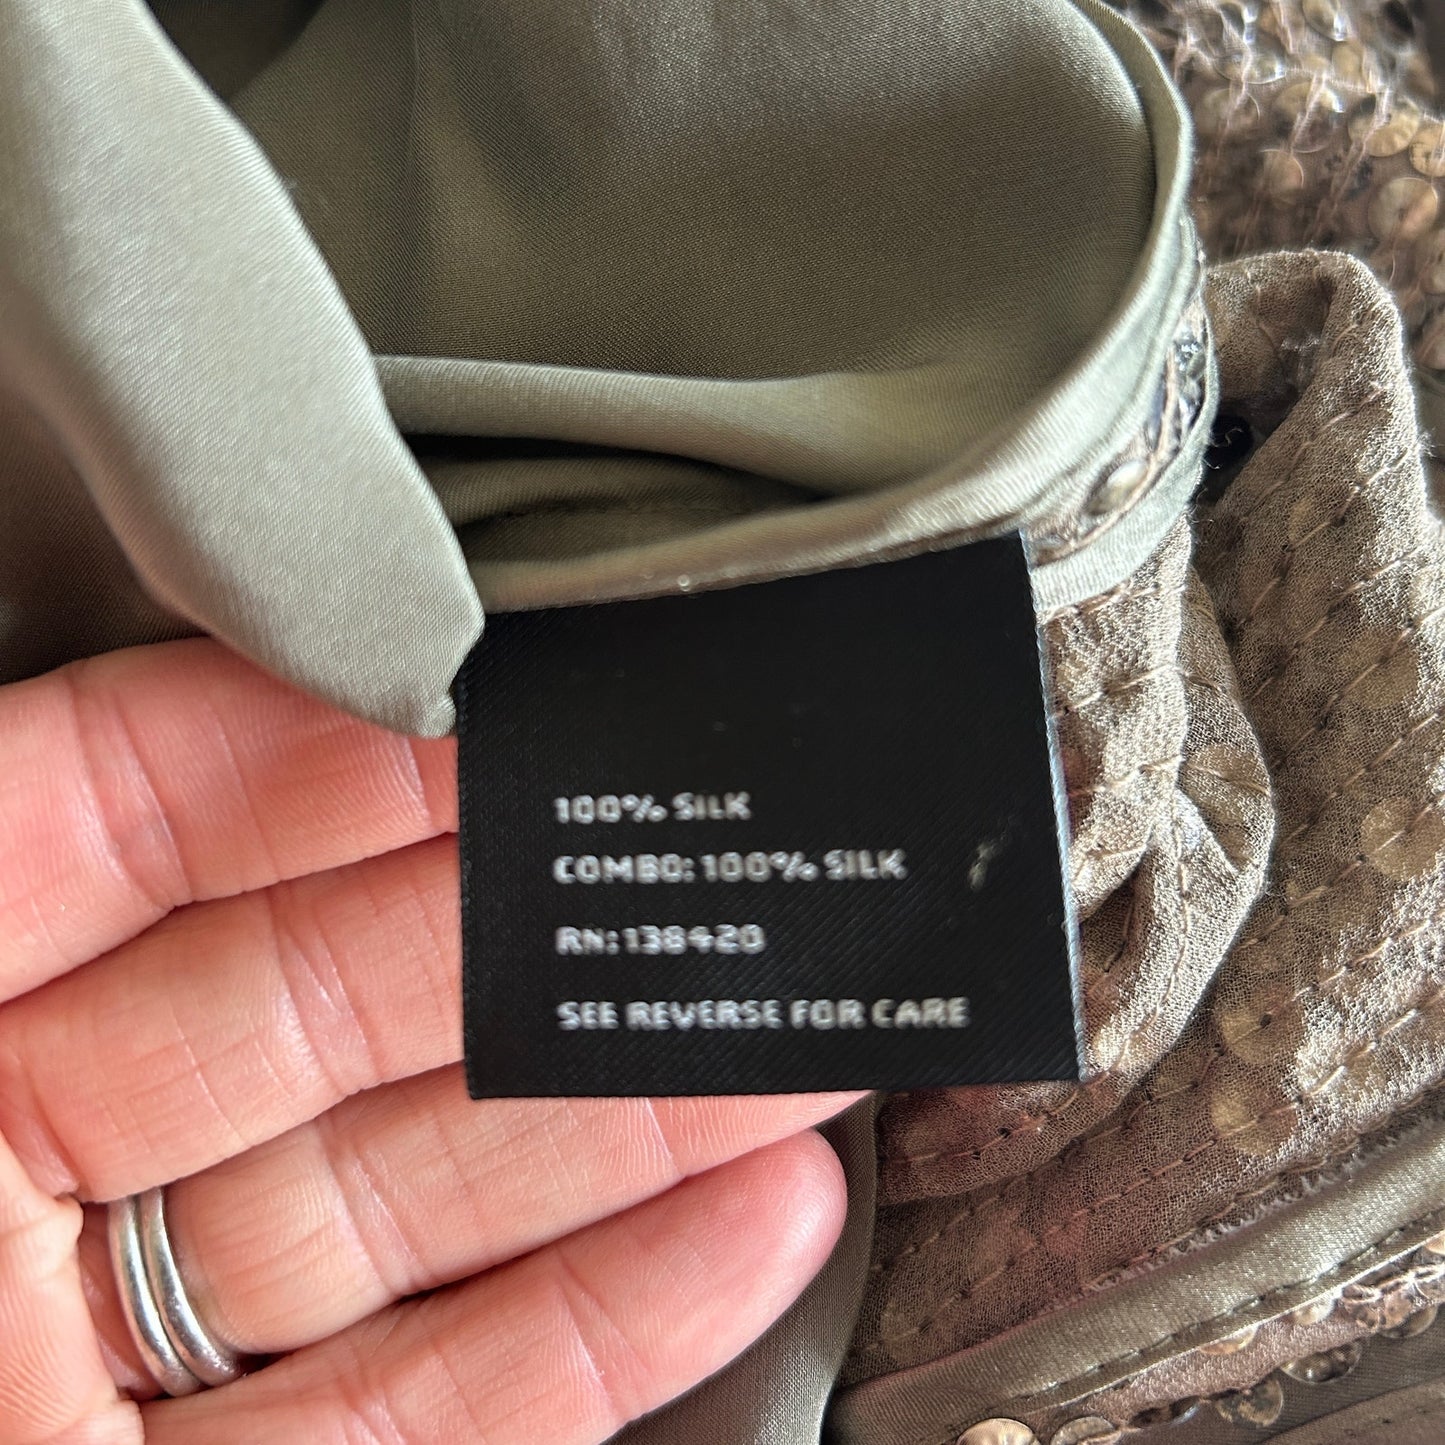 100% SILK
COMBO: 100% SILK
RN: 138420
SEE REVERSE FOR CARE